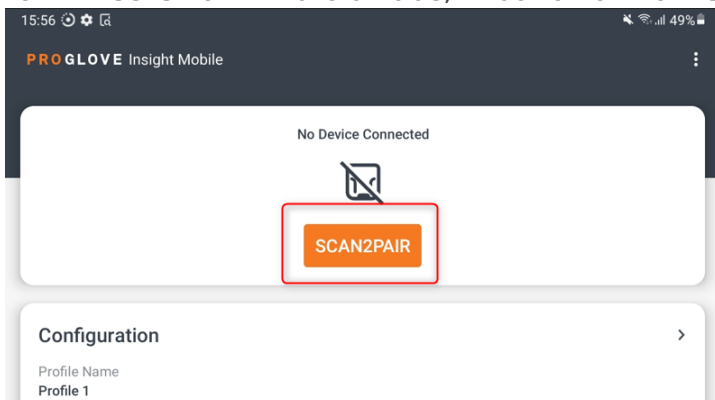 15:56 49%
PROGLOVE Insight Mobile
No Device Connected
SCAN2PAIR
Configuration
Profile Name
Profile 1